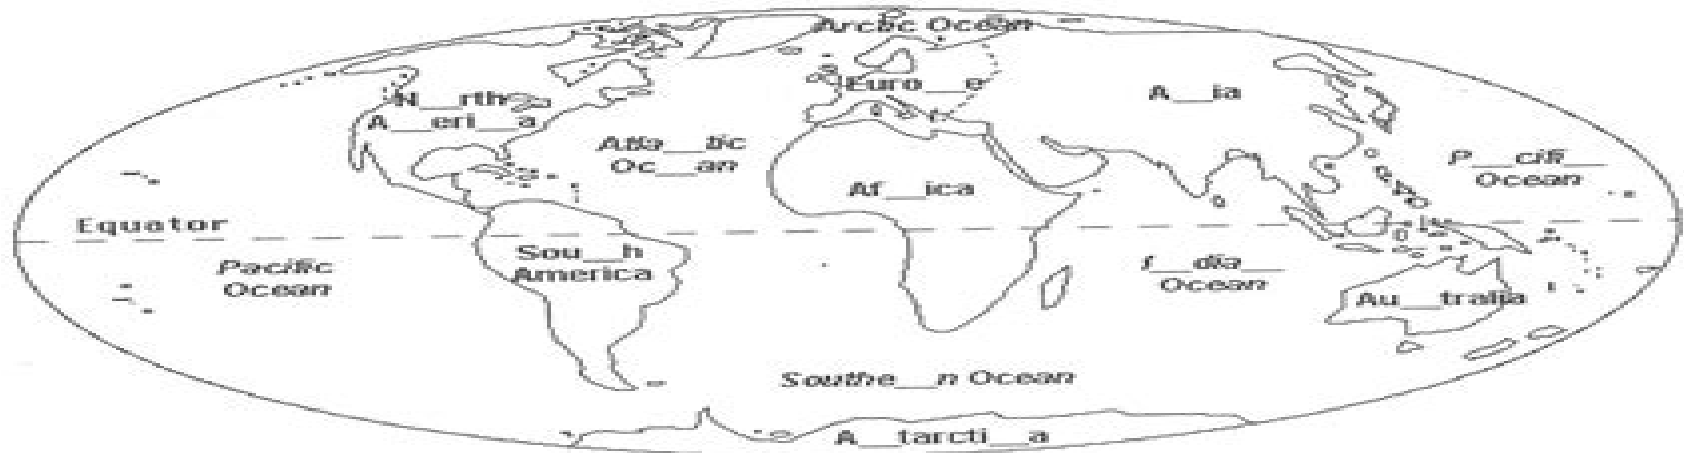 Arctic Ocean
Euro__e
A__ia
N__rth
A__eri__a
Atla__tic
Oc__an
P__cifi__
Ocean
Af__ica
Equator
Sou__h
America
Pacific
Ocean
I__dia__
Ocean
Au__tralia
Southe__n Ocean
A__tarcti__a